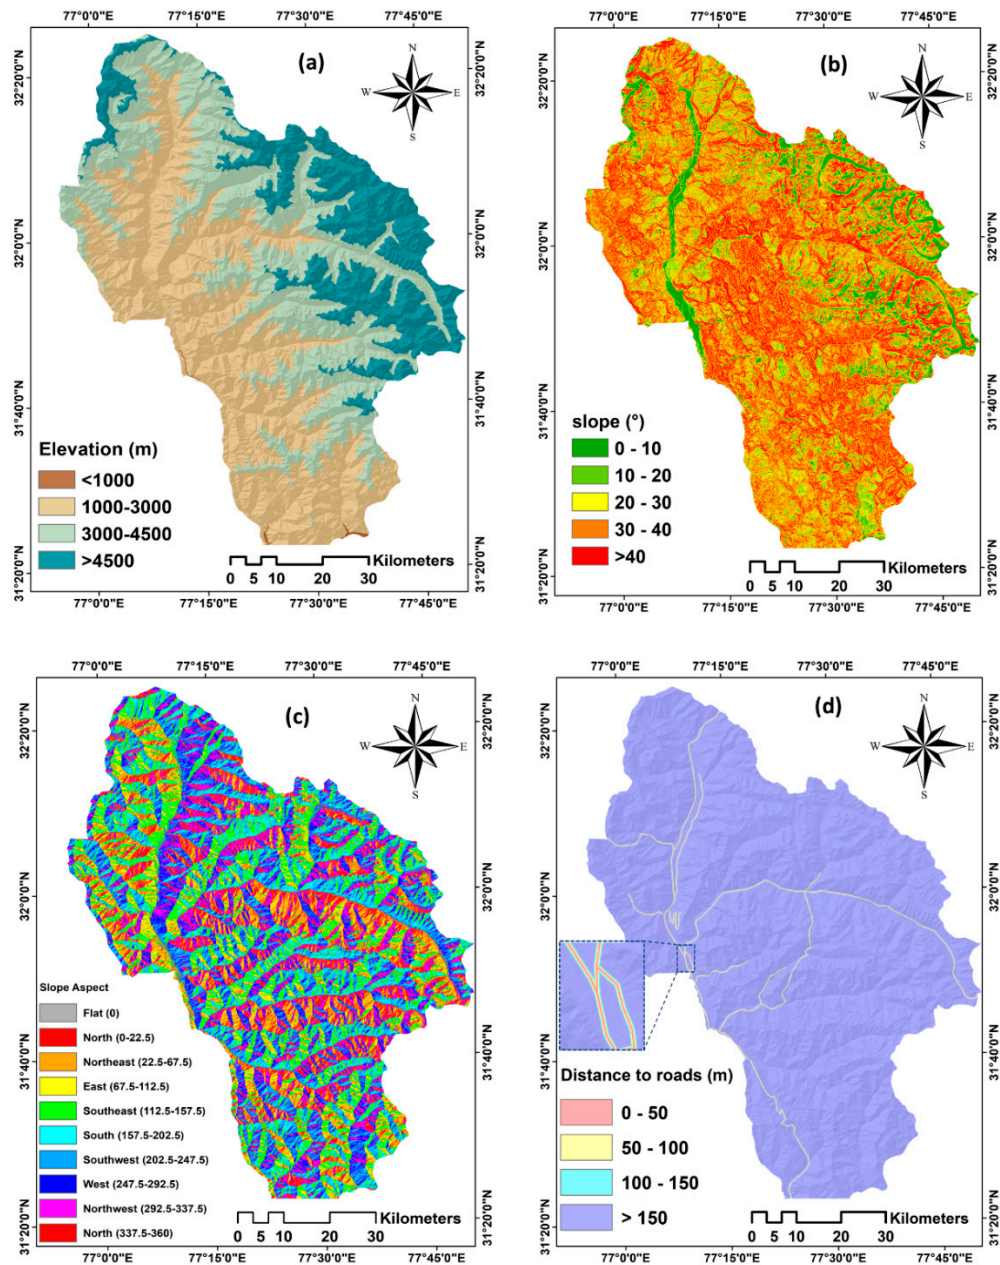 77°0'0"E 77°15'0"E 77°30'0"E 77°45'0"E
(a)
N
W E
S
32°20'0"N
32°0'0"N
31°40'0"N
31°20'0"N
32°20'0"N
32°0'0"N
31°40'0"N
31°20'0"N
Elevation (m)
<1000
1000-3000
3000-4500
>4500
Kilometers
0 5 10 20 30
77°0'0"E 77°15'0"E 77°30'0"E 77°45'0"E
77°0'0"E 77°15'0"E 77°30'0"E 77°45'0"E
(b)
N
W E
S
32°20'0"N
32°0'0"N
31°40'0"N
31°20'0"N
32°20'0"N
32°0'0"N
31°40'0"N
31°20'0"N
slope (°)
0 - 10
10 - 20
20 - 30
30 - 40
>40
Kilometers
0 5 10 20 30
77°0'0"E 77°15'0"E 77°30'0"E 77°45'0"E
77°0'0"E 77°15'0"E 77°30'0"E 77°45'0"E
(c)
N
W E
S
32°20'0"N
32°0'0"N
31°40'0"N
31°20'0"N
32°20'0"N
32°0'0"N
31°40'0"N
31°20'0"N
Slope Aspect
Flat (0)
North (0-22.5)
Northeast (22.5-67.5)
East (67.5-112.5)
Southeast (112.5-157.5)
South (157.5-202.5)
Southwest (202.5-247.5)
West (247.5-292.5)
Northwest (292.5-337.5)
North (337.5-360)
Kilometers
0 5 10 20 30
77°0'0"E 77°15'0"E 77°30'0"E 77°45'0"E
77°0'0"E 77°15'0"E 77°30'0"E 77°45'0"E
(d)
N
W E
S
32°20'0"N
32°0'0"N
31°40'0"N
31°20'0"N
32°20'0"N
32°0'0"N
31°40'0"N
31°20'0"N
Distance to roads (m)
0 - 50
50 - 100
100 - 150
> 150
Kilometers
0 5 10 20 30
77°0'0"E 77°15'0"E 77°30'0"E 77°45'0"E